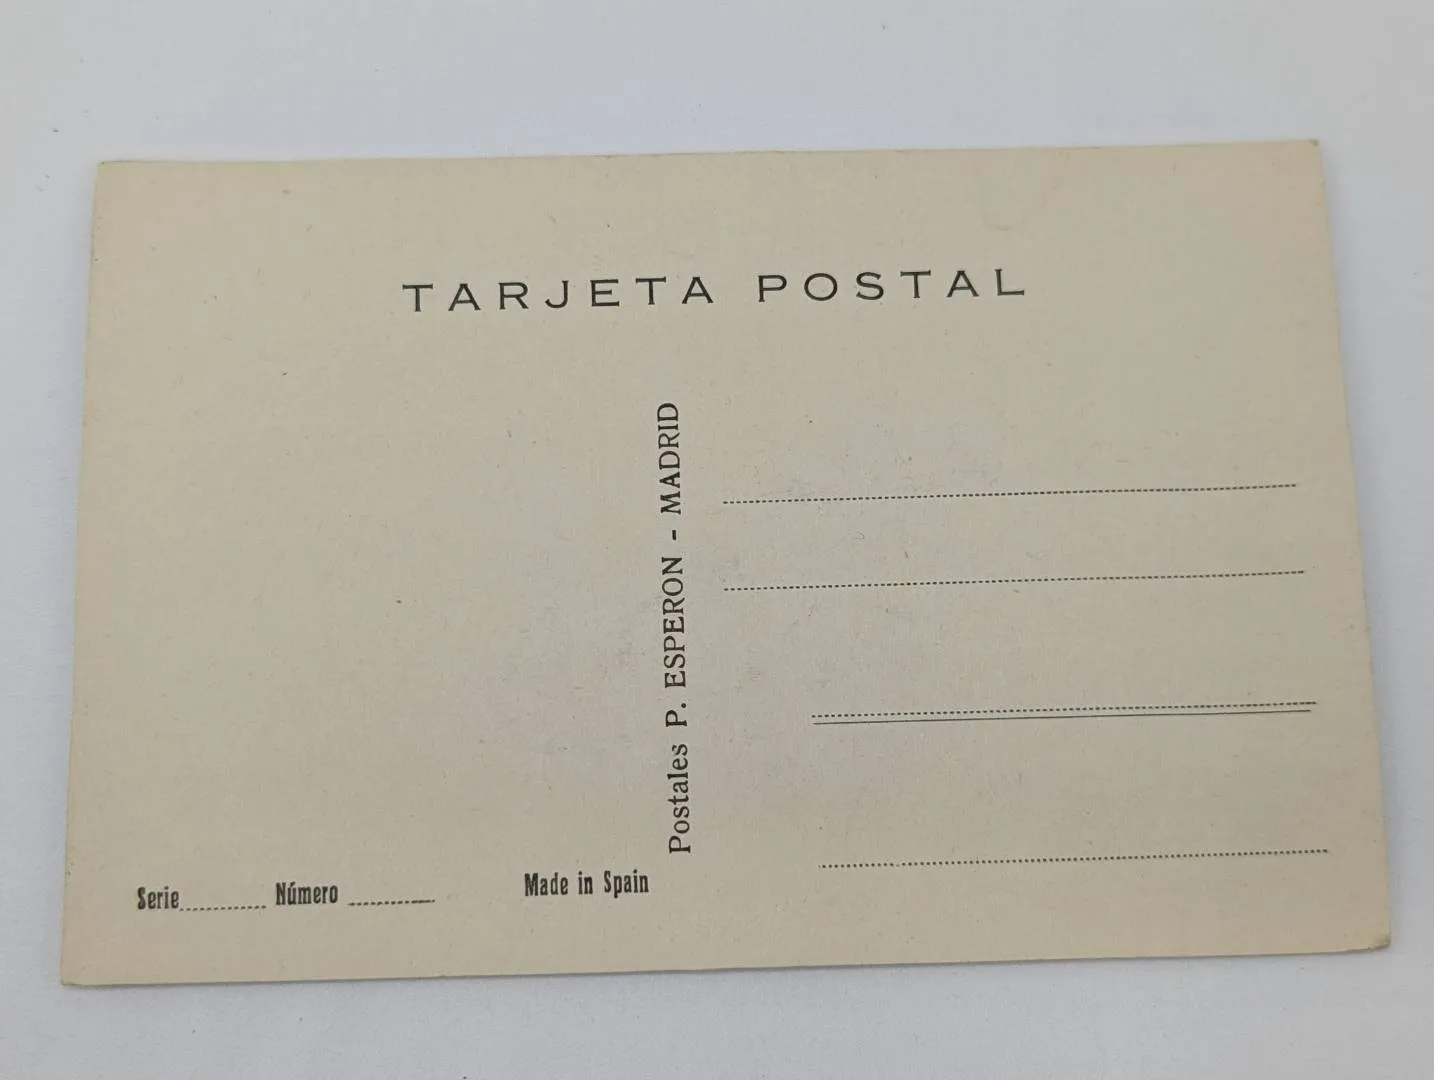 TARJETA POSTAL
Postales P. ESPERON - MADRID
Serie............ Número ............
Made in Spain